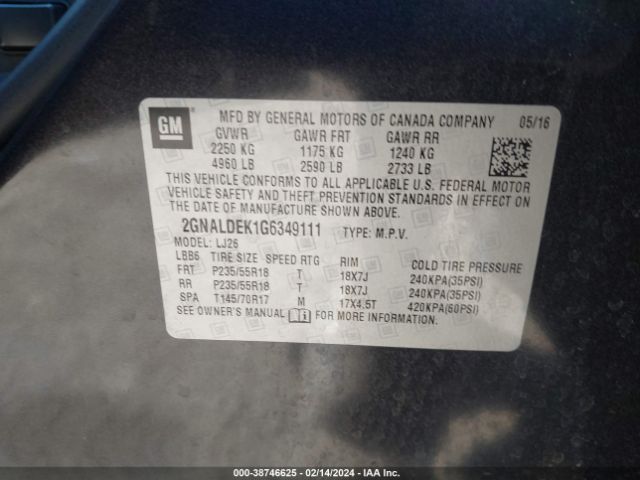 GM
MFD BY GENERAL MOTORS OF CANADA COMPANY 05/16
GVWR GAWR FRT GAWR RR
2250 KG 1175 KG 1240 KG
4960 LB 2590 LB 2733 LB
THIS VEHICLE CONFORMS TO ALL APPLICABLE U.S. FEDERAL MOTOR
VEHICLE SAFETY AND THEFT PREVENTION STANDARDS IN EFFECT ON
THE DATE OF MANUFACTURE SHOWN ABOVE.
2GNALDEK1G6349111 TYPE: M.P.V.
MODEL: LJ26
LBB6 TIRE SIZE SPEED RTG RIM COLD TIRE PRESSURE
FRT P235/55R18 T 18X7J 240KPA(35PSI)
RR P235/55R18 T 18X7J 240KPA(35PSI)
SPA T145/70R17 M 17X4.5T 420KPA(60PSI)
SEE OWNER'S MANUAL FOR MORE INFORMATION.
000-38746625 - 02/14/2024 - IAA Inc.